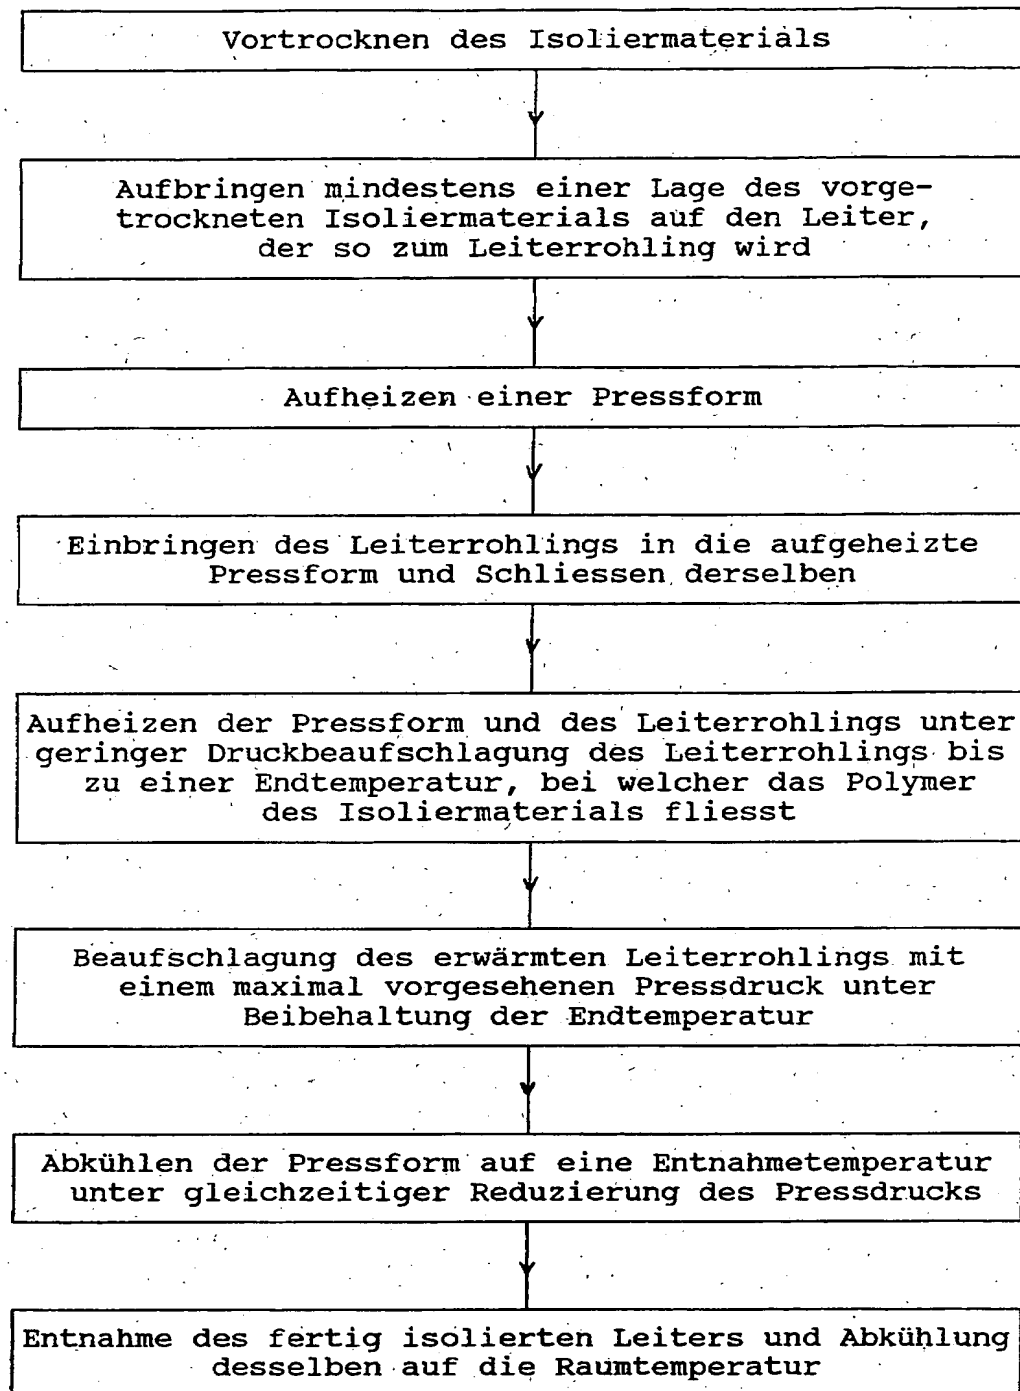 Vortrocknen des Isoliermaterials
Aufbringen mindestens einer Lage des vorge-
trockneten Isoliermaterials auf den Leiter,
der so zum Leiterrohling wird
Aufheizen einer Pressform
Einbringen des Leiterrohlings in die aufgeheizte
Pressform und Schliessen derselben
Aufheizen der Pressform und des Leiterrohlings unter
geringer Druckbeaufschlagung des Leiterrohlings bis
zu einer Endtemperatur, bei welcher das Polymer
des Isoliermaterials fliesst
Beaufschlagung des erwärmten Leiterrohlings mit
einem maximal vorgesehenen Pressdruck unter
Beibehaltung der Endtemperatur
Abkühlen der Pressform auf eine Entnahmetemperatur
unter gleichzeitiger Reduzierung des Pressdrucks
Entnahme des fertig isolierten Leiters und Abkühlung
desselben auf die Raumtemperatur